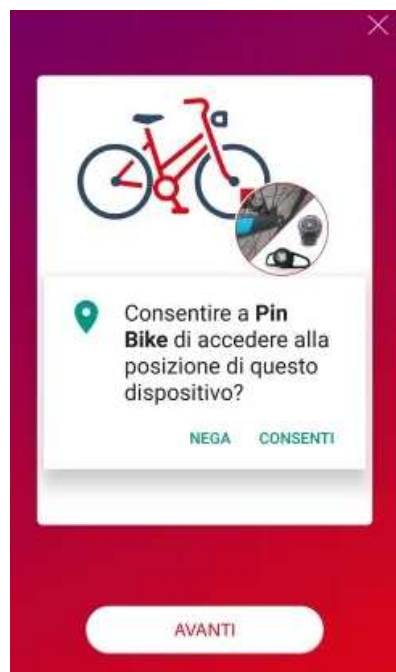 Consentire a Pin
Bike di accedere alla
posizione di questo
dispositivo?
NEGA CONSENTI
AVANTI